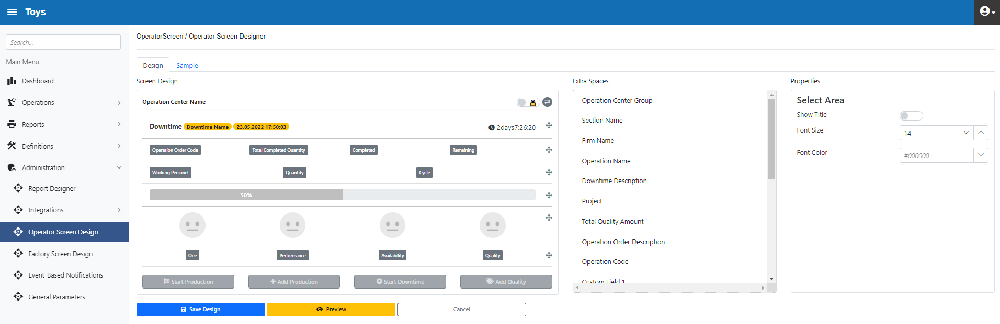 Toys
Search...
Main Menu
Dashboard
Operations
Reports
Definitions
Administration
Report Designer
Integrations
Operator Screen Design
Factory Screen Design
Event-Based Notifications
General Parameters
OperatorScreen / Operator Screen Designer
Design Sample
Screen Design
Operation Center Name
Downtime Downtime Name 23.05.2022 17:50:03 2days7:26:20
Operation Order Code Total Completed Quantity Completed Remaining
Working Personel Quantity Cycle
50%
Oee Performance Availability Quality
Start Production Add Production Start Downtime Add Quality
Save Design Preview Cancel
Extra Spaces
Operation Center Group
Section Name
Firm Name
Operation Name
Downtime Description
Project
Total Quality Amount
Operation Order Description
Operation Code
Custom Field 1
Properties
Select Area
Show Title
Font Size 14
Font Color #000000